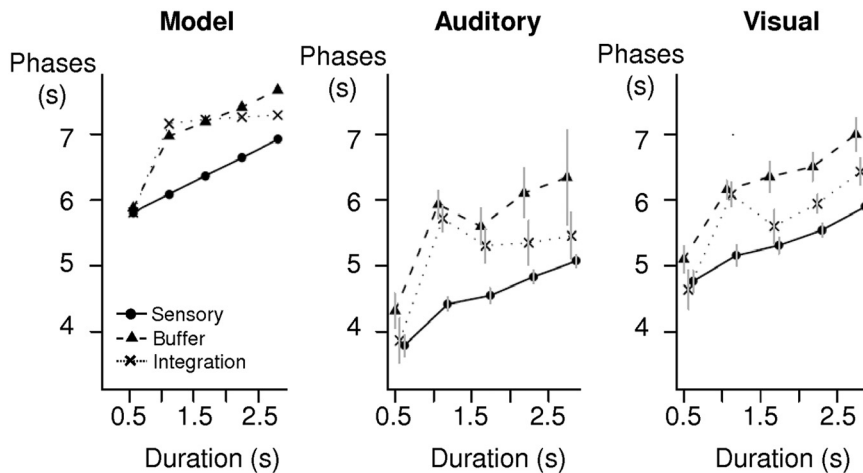 Model
Auditory
Visual
Phases
(s)
Phases
(s)
Phases
(s)
7
6
5
4
7
6
5
4
7
6
5
4
Sensory
Buffer
Integration
0.5 1.5 2.5
0.5 1.5 2.5
0.5 1.5 2.5
Duration (s)
Duration (s)
Duration (s)